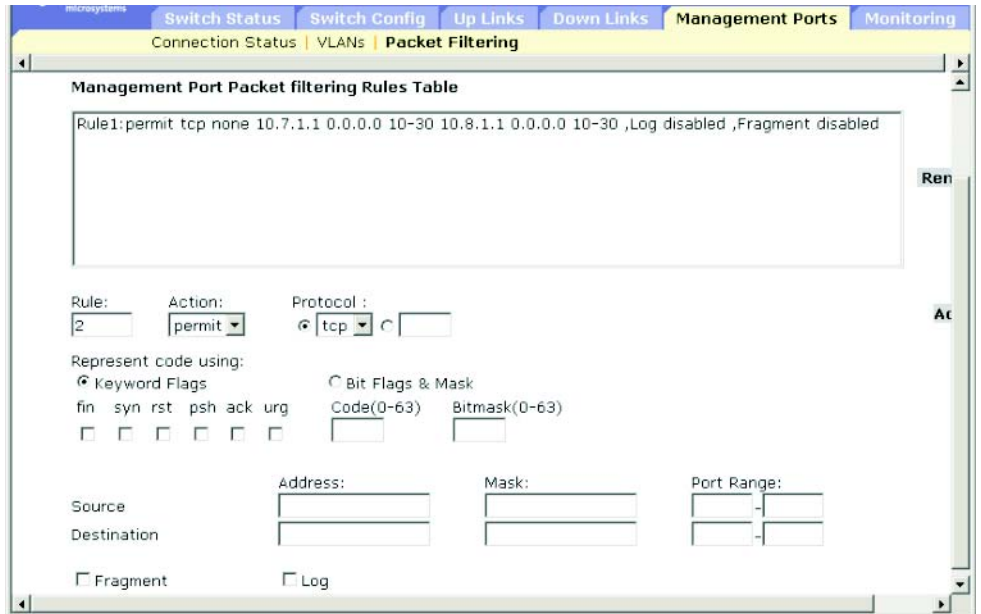 microsystems
Switch Status Switch Config Up Links Down Links Management Ports Monitoring
Connection Status | VLANs | Packet Filtering
Management Port Packet filtering Rules Table
Rule1:permit tcp none 10.7.1.1 0.0.0.0 10-30 10.8.1.1 0.0.0.0 10-30 ,Log disabled ,Fragment disabled
Ren
Rule: Action: Protocol :
2 permit tcp
Ac
Represent code using:
Keyword Flags Bit Flags & Mask
fin syn rst psh ack urg Code(0-63) Bitmask(0-63)
Address: Mask: Port Range:
Source -
Destination -
Fragment Log